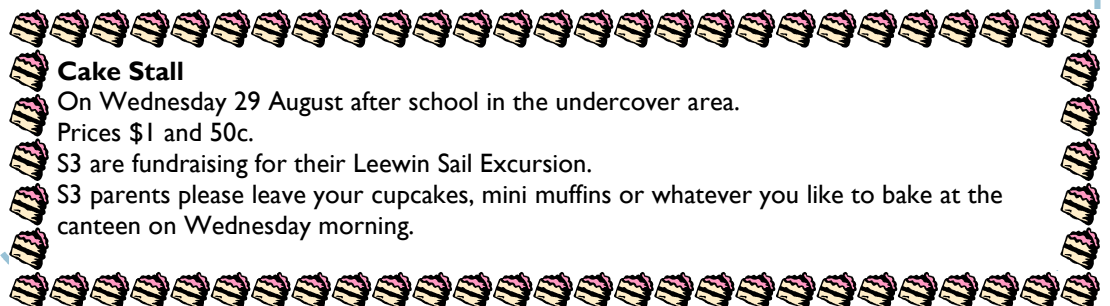 Cake Stall
On Wednesday 29 August after school in the undercover area.
Prices $1 and 50c.
S3 are fundraising for their Leewin Sail Excursion.
S3 parents please leave your cupcakes, mini muffins or whatever you like to bake at the
canteen on Wednesday morning.